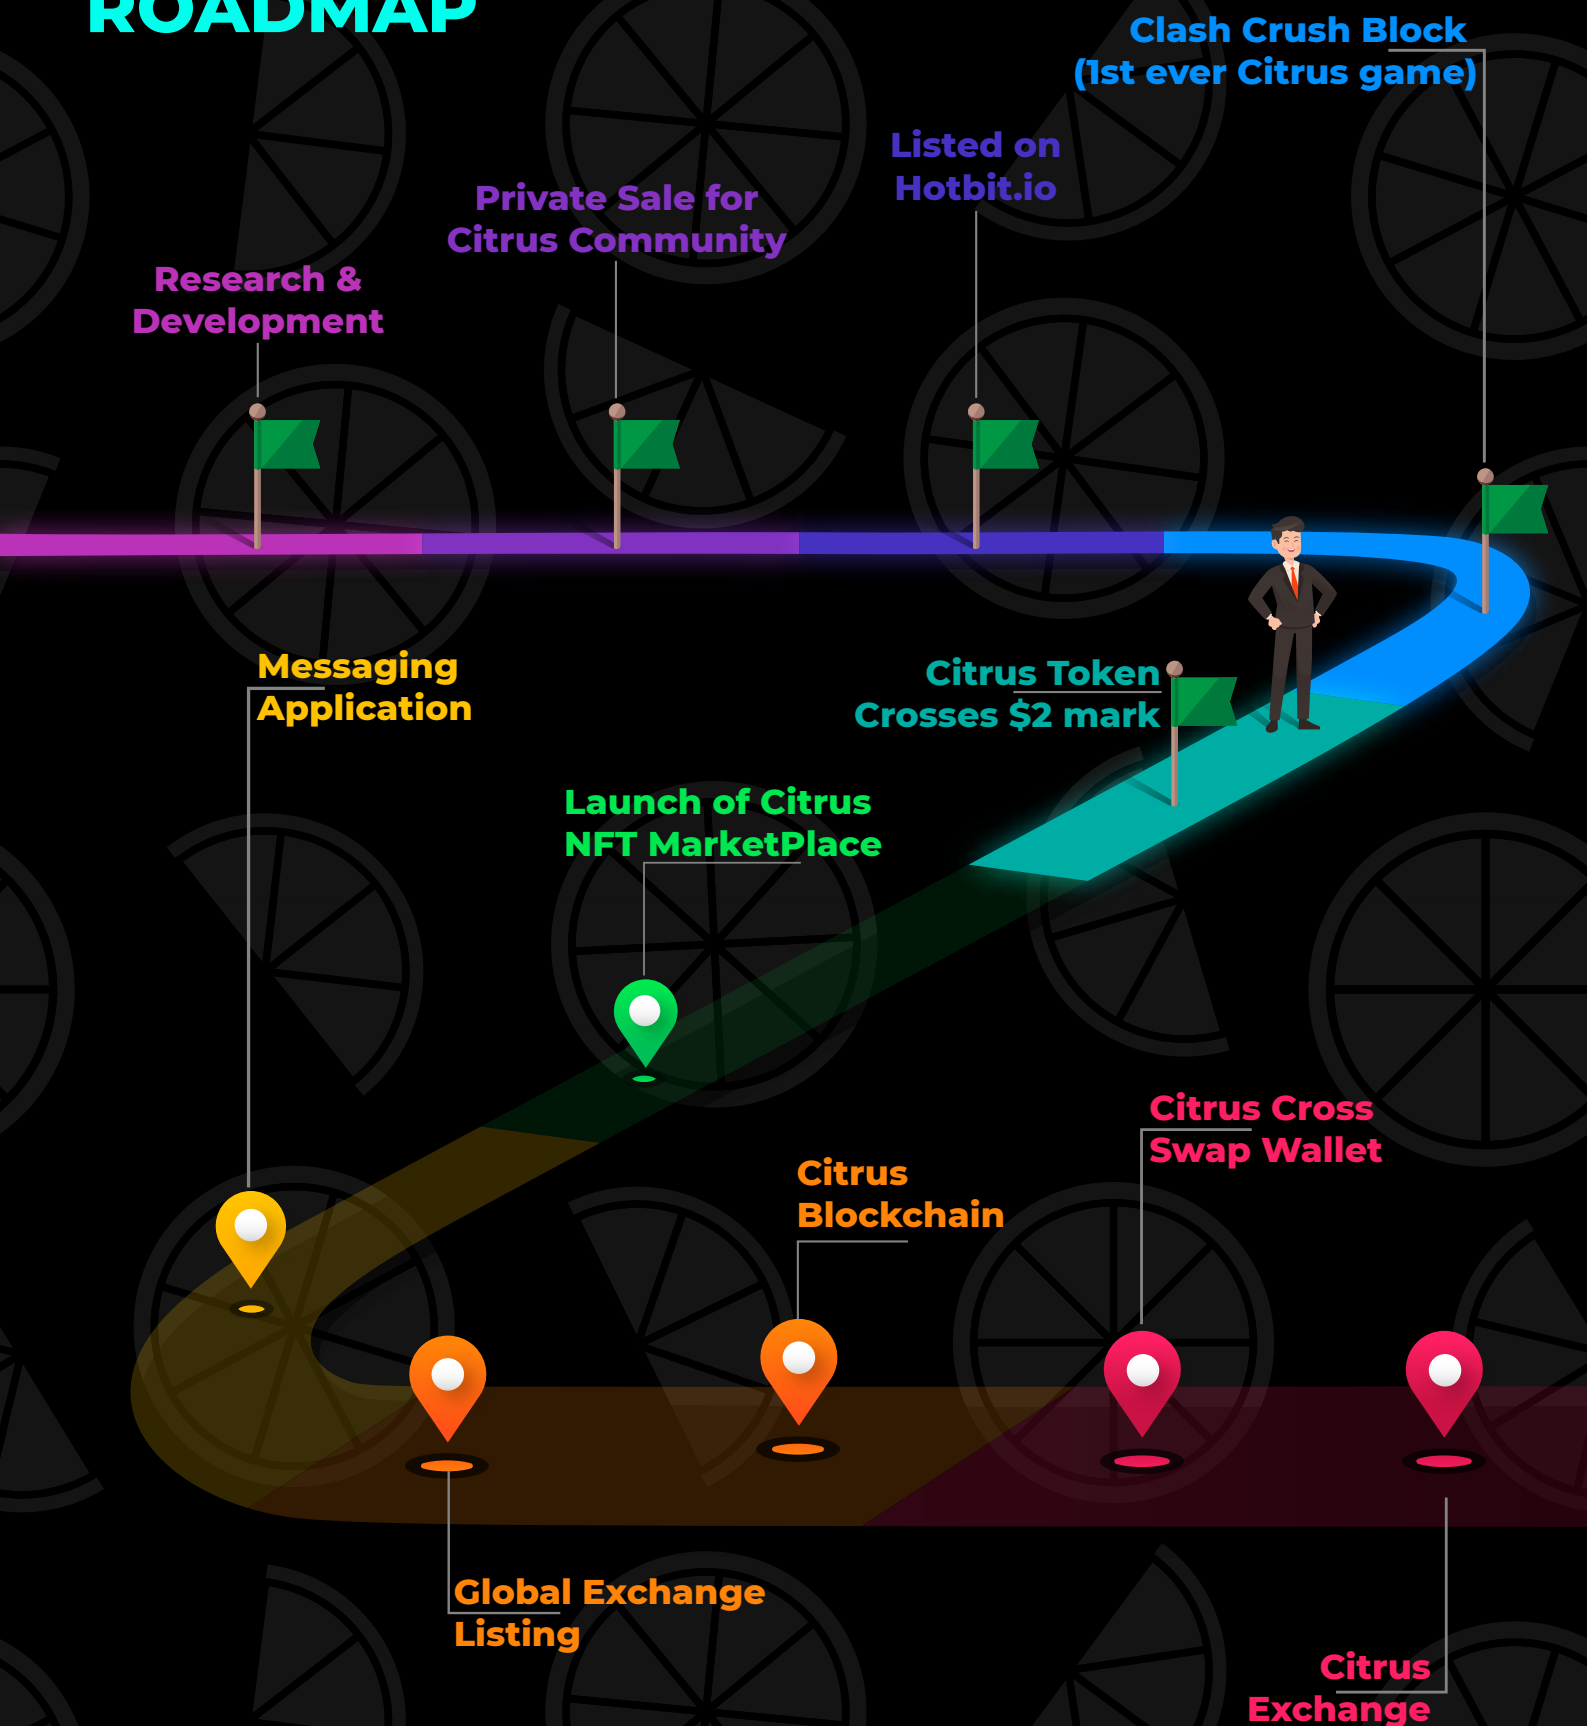 ROADMAP
Clash Crush Block
(1st ever Citrus game)
Listed on
Hotbit.io
Private Sale for
Citrus Community
Research &
Development
Messaging
Application
Citrus Token
Crosses $2 mark
Launch of Citrus
NFT MarketPlace
Citrus Cross
Swap Wallet
Citrus
Blockchain
Global Exchange
Listing
Citrus
Exchange